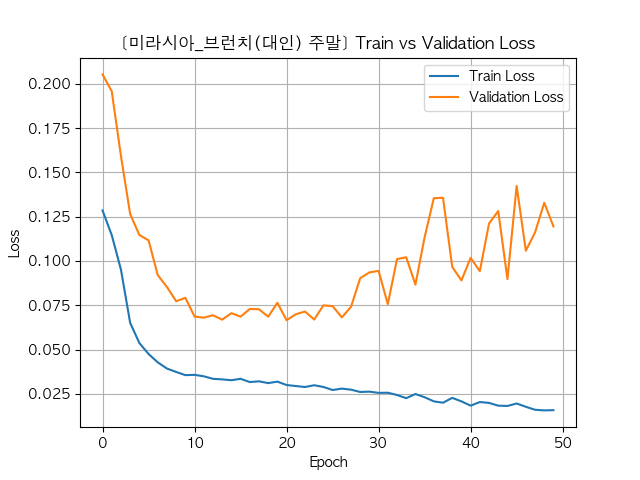 [미라시아_브런치(대인) 주말] Train vs Validation Loss
Train Loss
Validation Loss
Loss
0.200
0.175
0.150
0.125
0.100
0.075
0.050
0.025
0 10 20 30 40 50
Epoch